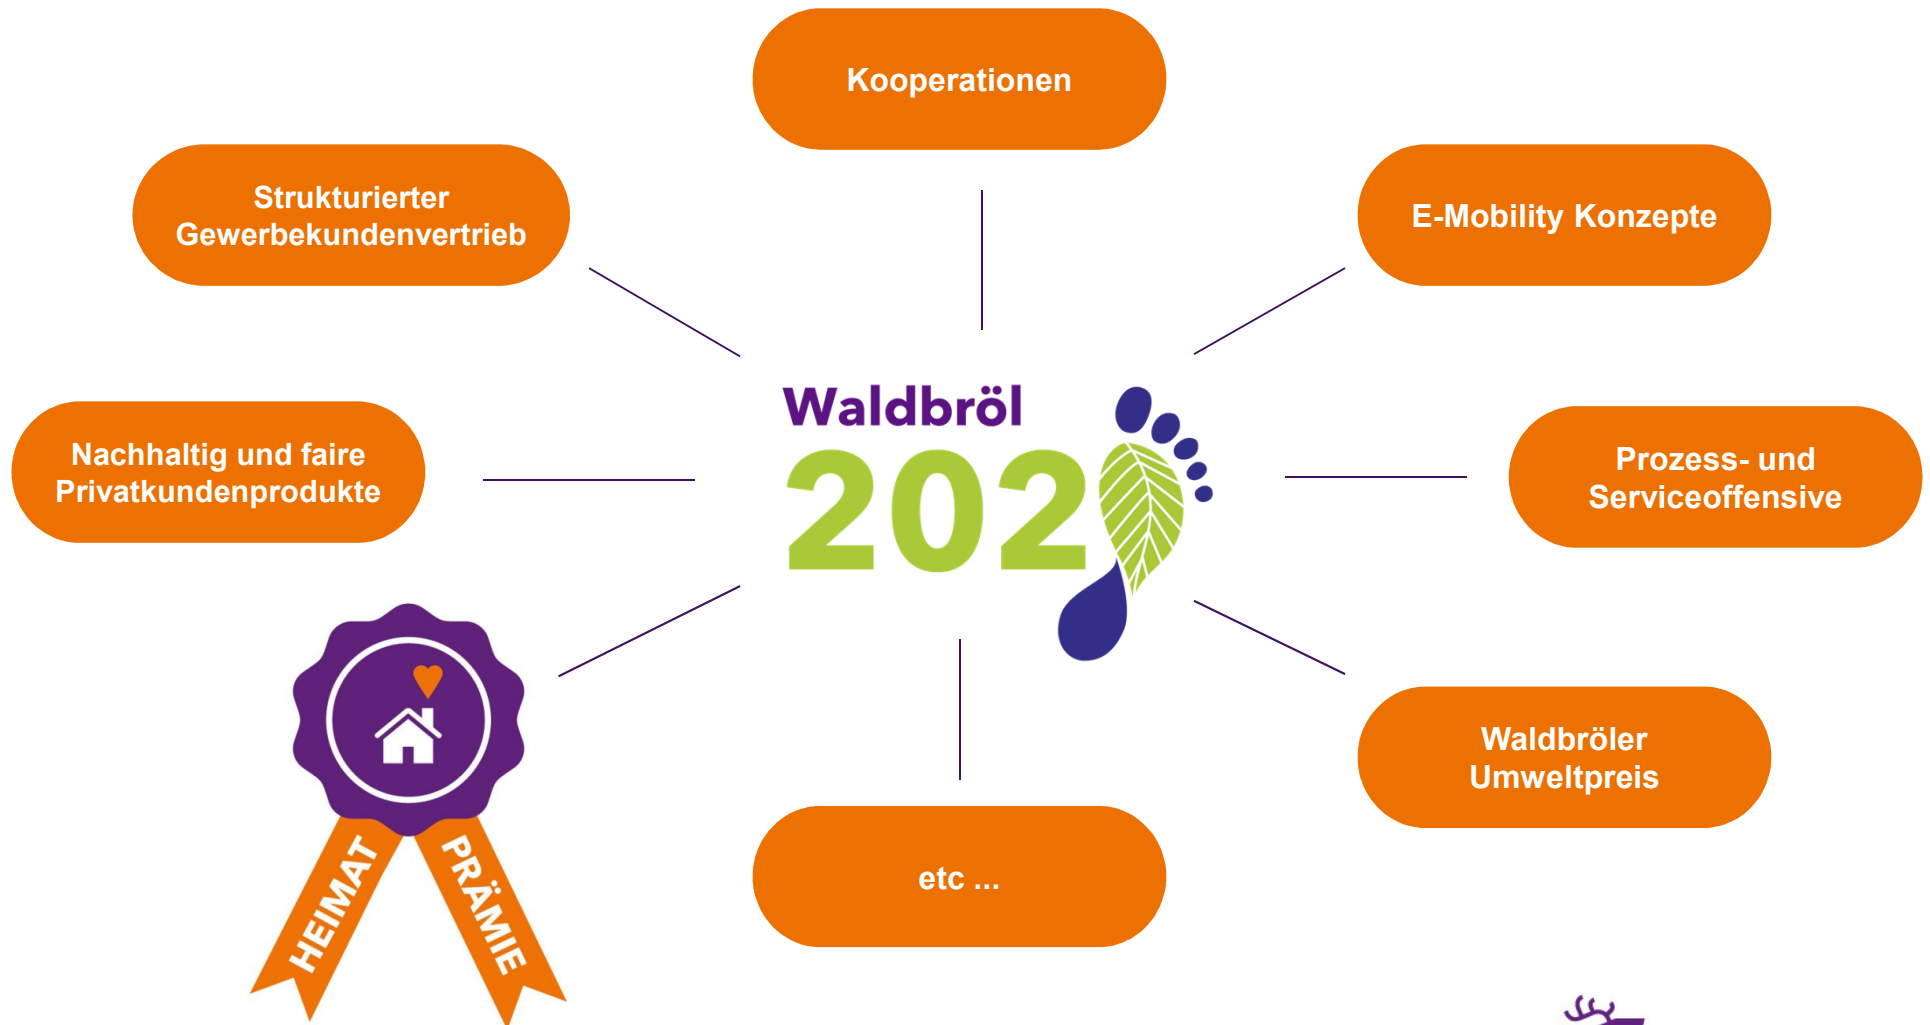 Kooperationen
Strukturierter
Gewerbekundenvertrieb
E-Mobility Konzepte
Waldbröl
202
Nachhaltig und faire
Privatkundenprodukte
Prozess- und
Serviceoffensive
HEIMAT
PRÄMIE
Waldbröler
Umweltpreis
etc ...